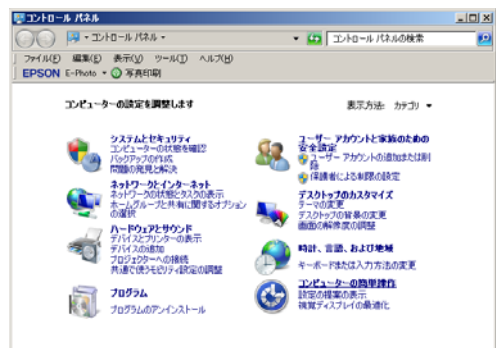 コントロール パネル
コントロール パネル
コントロール パネルの検索
ファイル(F) 編集(E) 表示(V) ツール(T) ヘルプ(H)
EPSON E-Photo 写真印刷
コンピューターの設定を調整します
表示方法: カテゴリ
システムとセキュリティ
コンピューターの状態を確認
バックアップの作成
問題の発見と解決
ネットワークとインターネット
ネットワークの状態とタスクの表示
ホームグループと共有に関するオプション
の選択
ハードウェアとサウンド
デバイスとプリンターの表示
デバイスの追加
プロジェクターへの接続
共通で使うモビリティ設定の調整
プログラム
プログラムのアンインストール
ユーザー アカウントと家族のための
安全設定
ユーザー アカウントの追加または削
除
保護者による制限の設定
デスクトップのカスタマイズ
テーマの変更
デスクトップの背景の変更
画面の解像度の調整
時計、言語、および地域
キーボードまたは入力方法の変更
コンピューターの簡単操作
設定の提案の表示
視覚ディスプレイの最適化